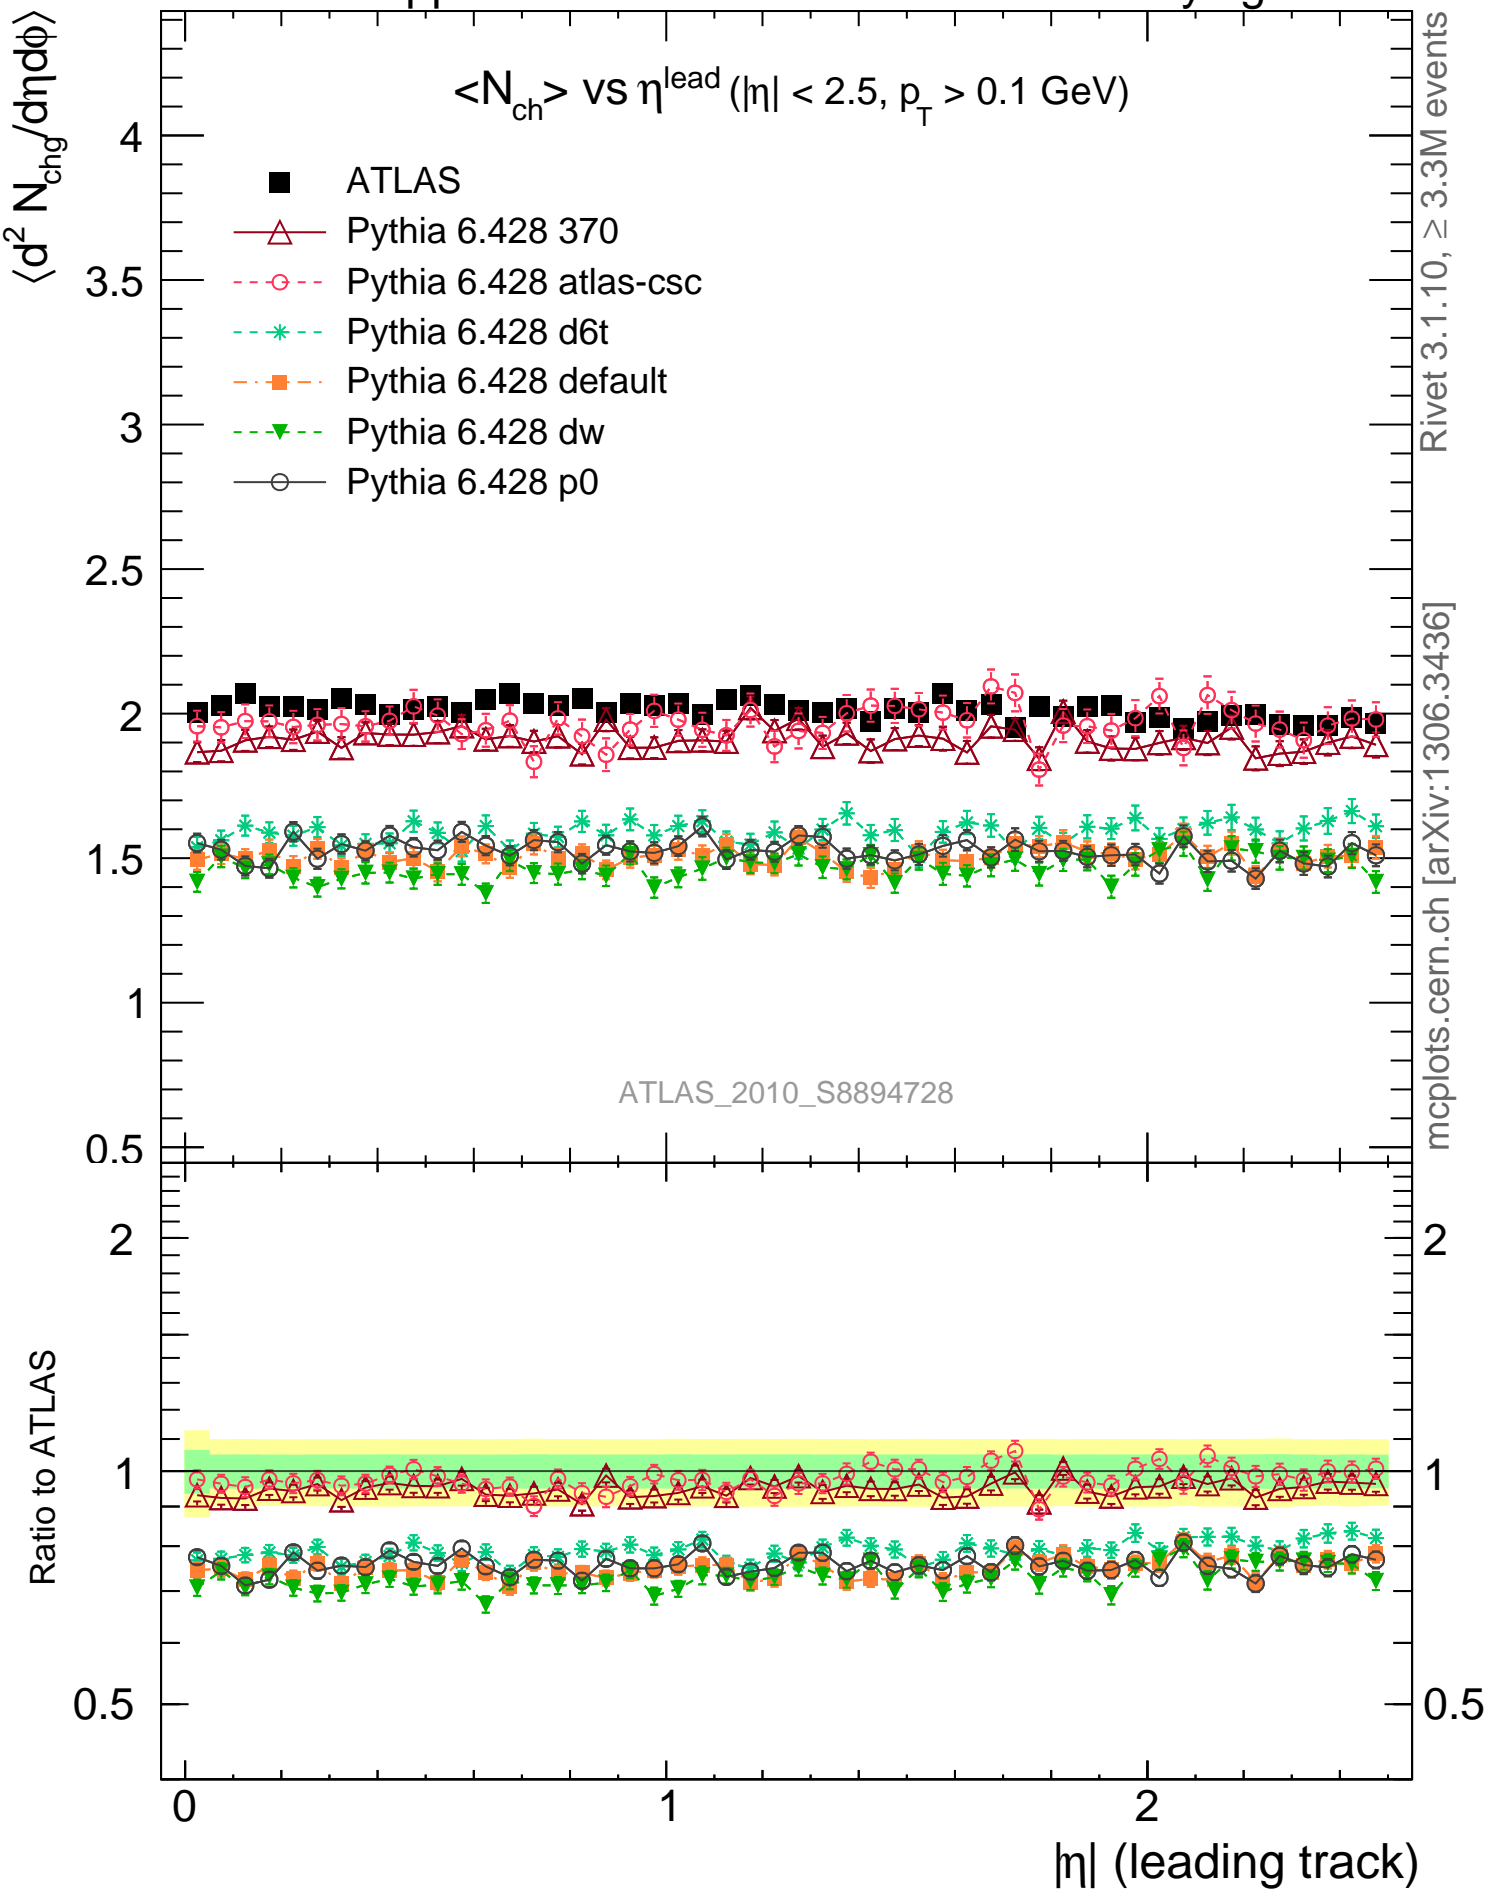 <N_ch> vs η^lead (|η| < 2.5, p_T > 0.1 GeV)
⟨d² N_chg/dηdϕ⟩
ATLAS
Pythia 6.428 370
Pythia 6.428 atlas-csc
Pythia 6.428 d6t
Pythia 6.428 default
Pythia 6.428 dw
Pythia 6.428 p0
4
3.5
3
2.5
2
1.5
1
0.5
ATLAS_2010_S8894728
Rivet 3.1.10, ≥ 3.3M events
mcplots.cern.ch [arXiv:1306.3436]
Ratio to ATLAS
2
1
0.5
2
1
0.5
0
1
2
|η| (leading track)